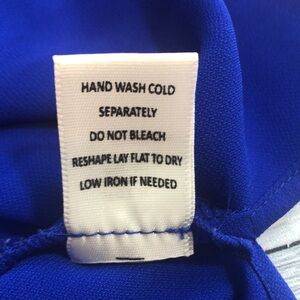 HAND WASH COLD
SEPARATELY
DO NOT BLEACH
RESHAPE LAY FLAT TO DRY
LOW IRON IF NEEDED